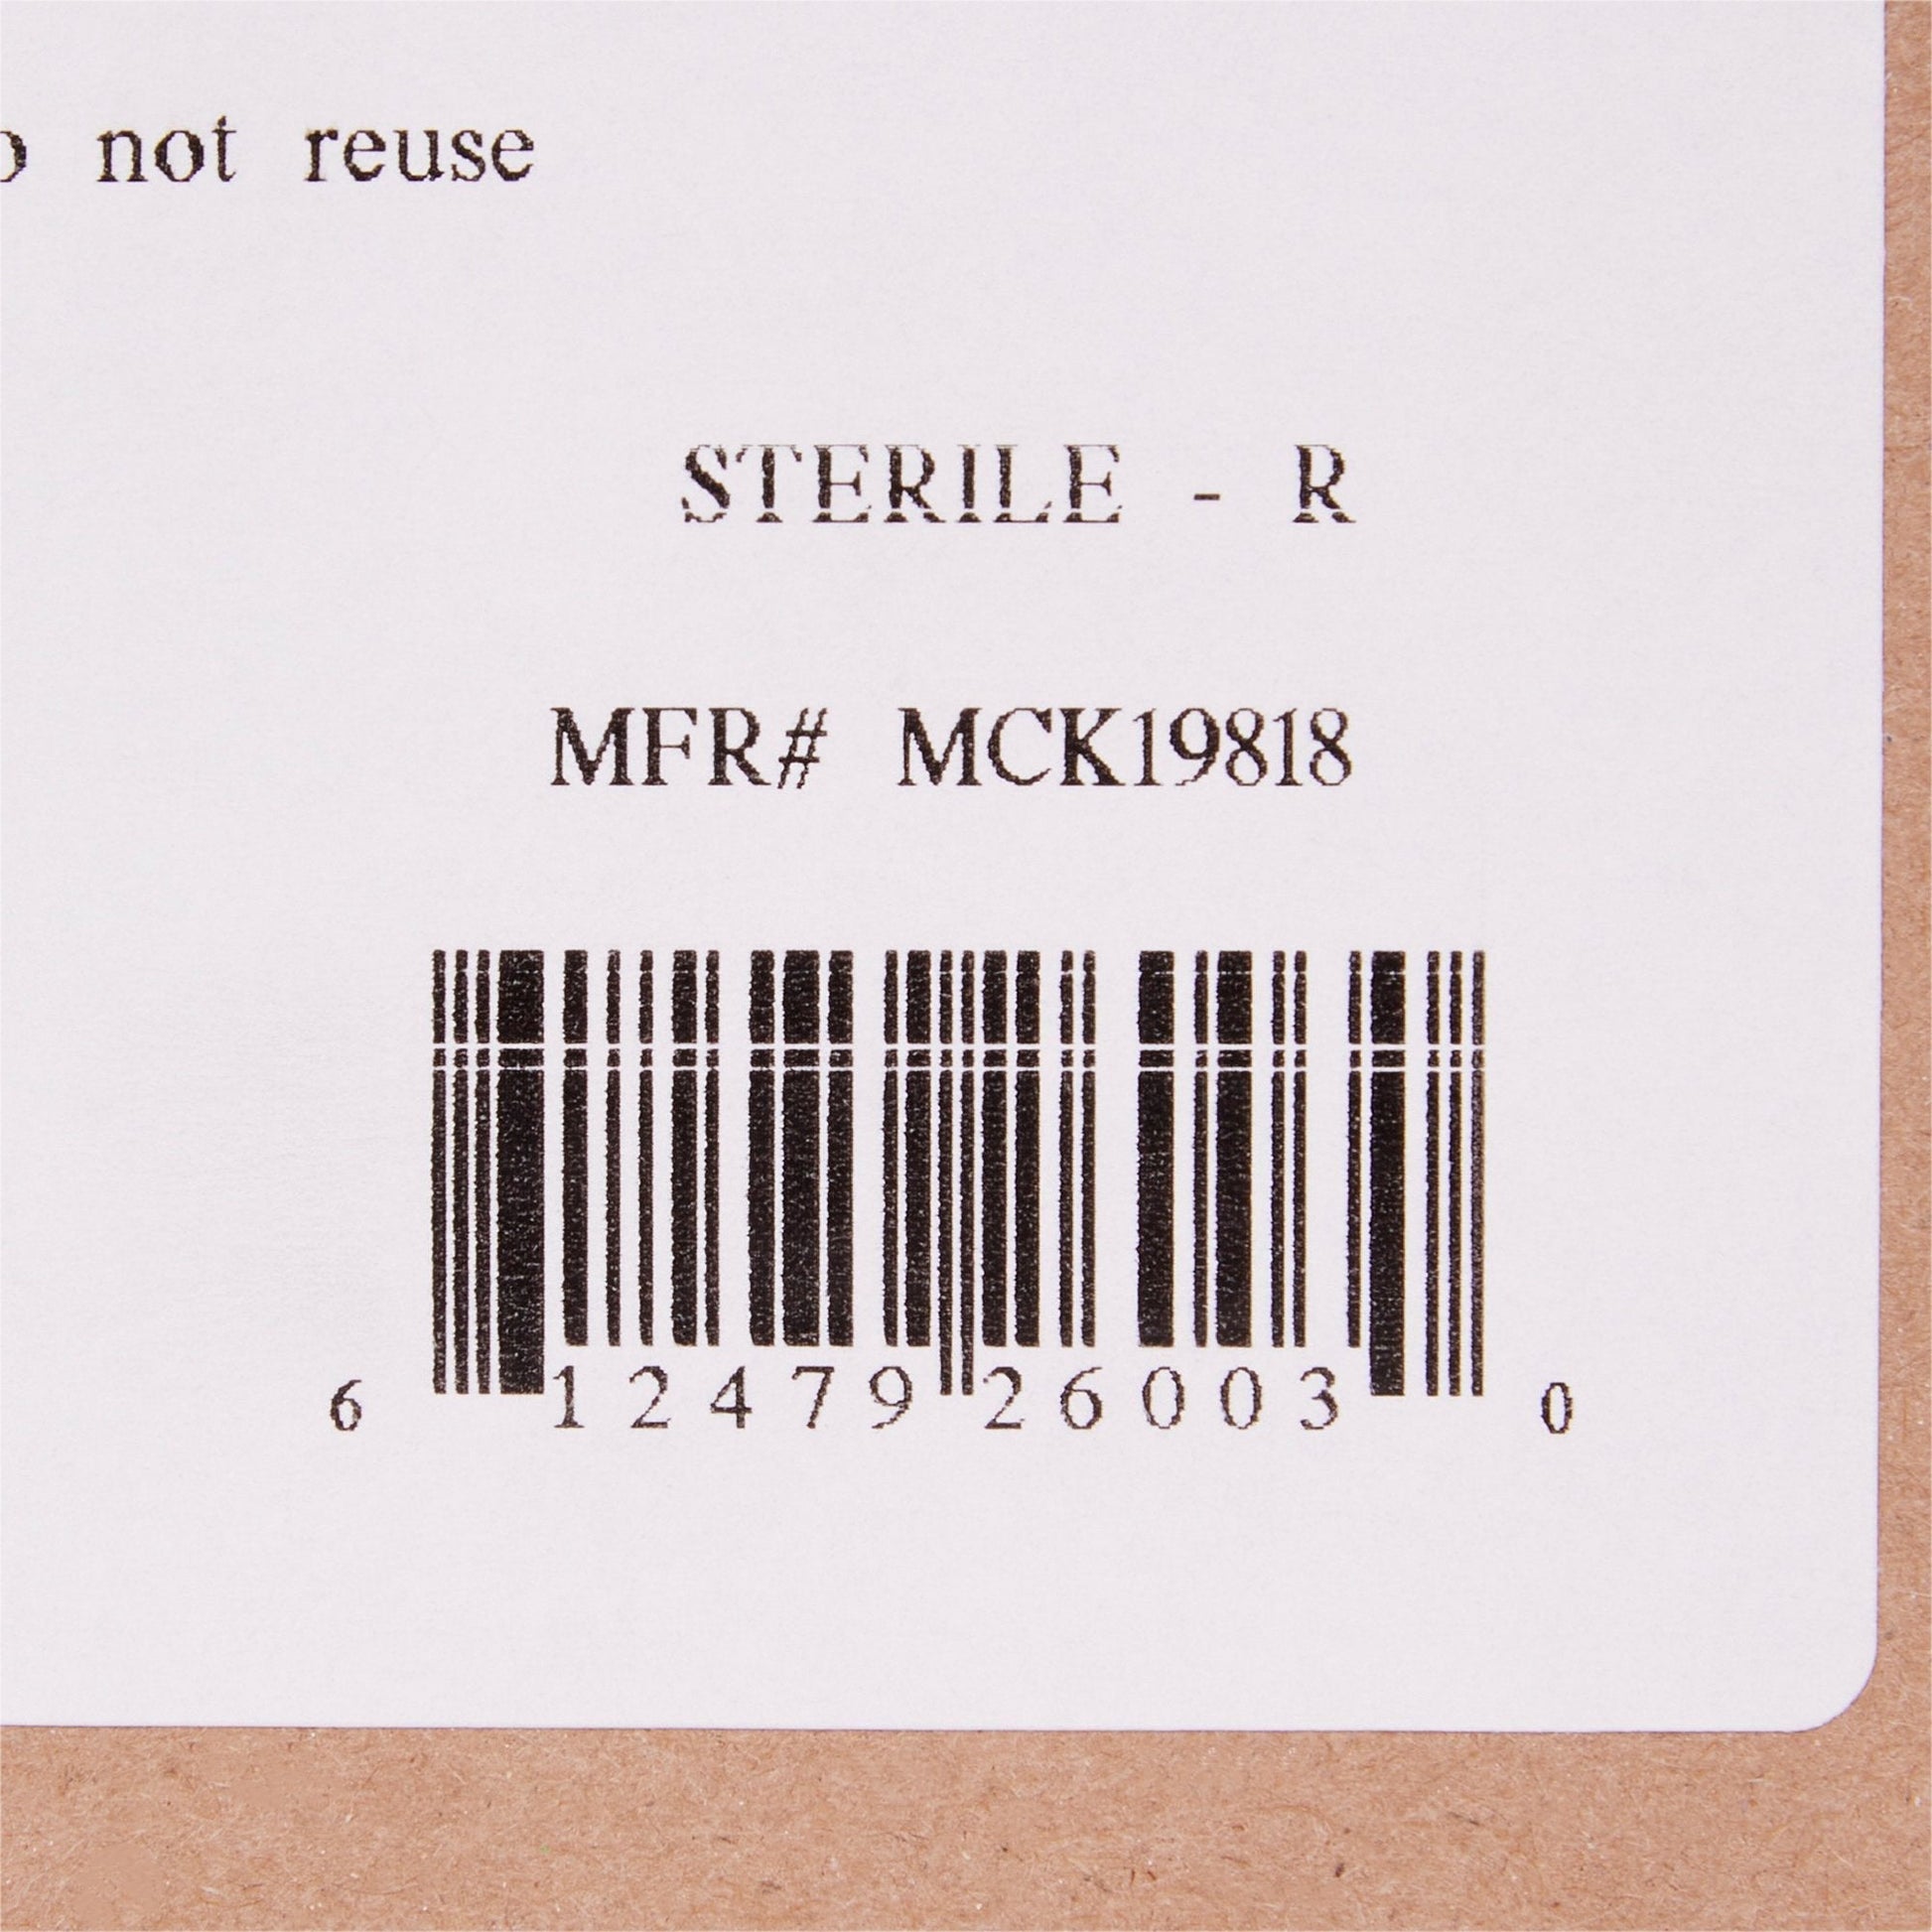 not reuse
STERILE - R
MFR# MCK19818
6 12479 26003 0